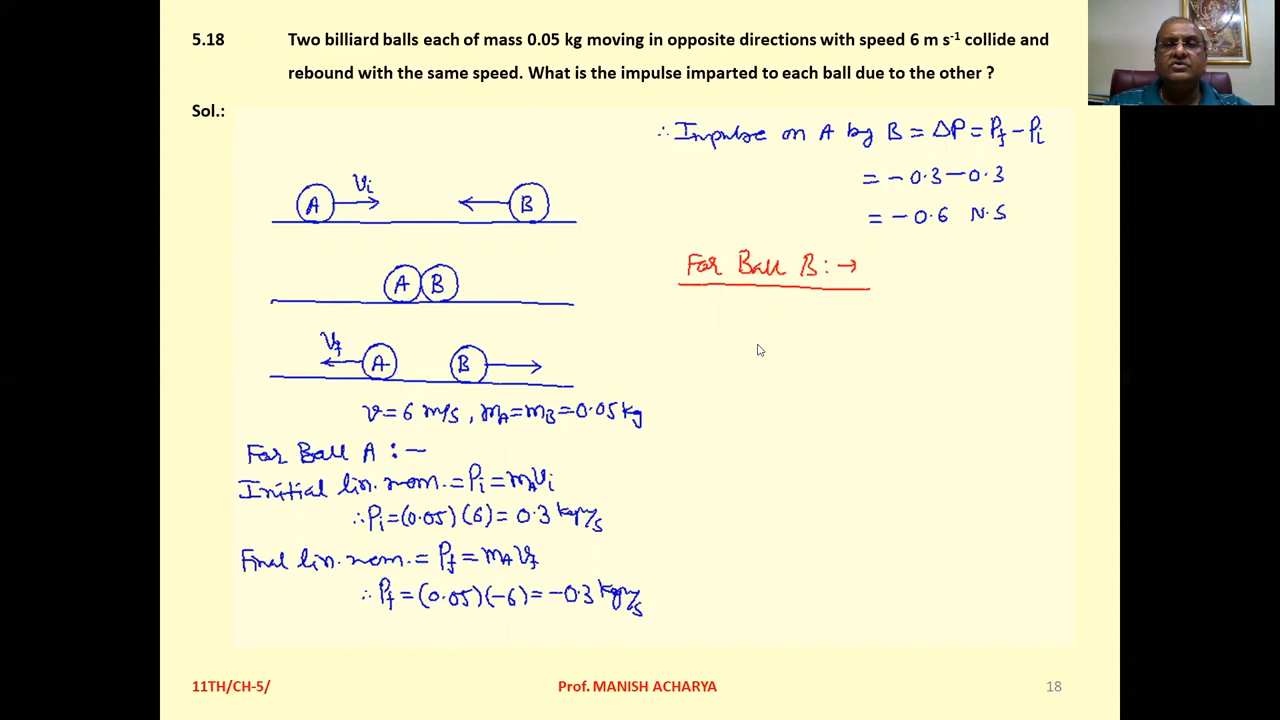 5.18 Two billiard balls each of mass 0.05 kg moving in opposite directions with speed 6 m s⁻¹ collide and
rebound with the same speed. What is the impulse imparted to each ball due to the other ?
Sol.:
Vi
A B
A B
Vf
A B
v = 6 m/s , mA = mB = 0.05 kg
For Ball A : —
Initial lin. mom. = Pi = mAvi
∴ Pi = (0.05) (6) = 0.3 kgm/s
Final lin. mom. = Pf = mAvf
∴ Pf = (0.05) (-6) = -0.3 kgm/s
∴ Impulse on A by B = ΔP = Pf - Pi
= -0.3 - 0.3
= -0.6 N.S
For Ball B : →
11TH/CH-5/ Prof. MANISH ACHARYA 18